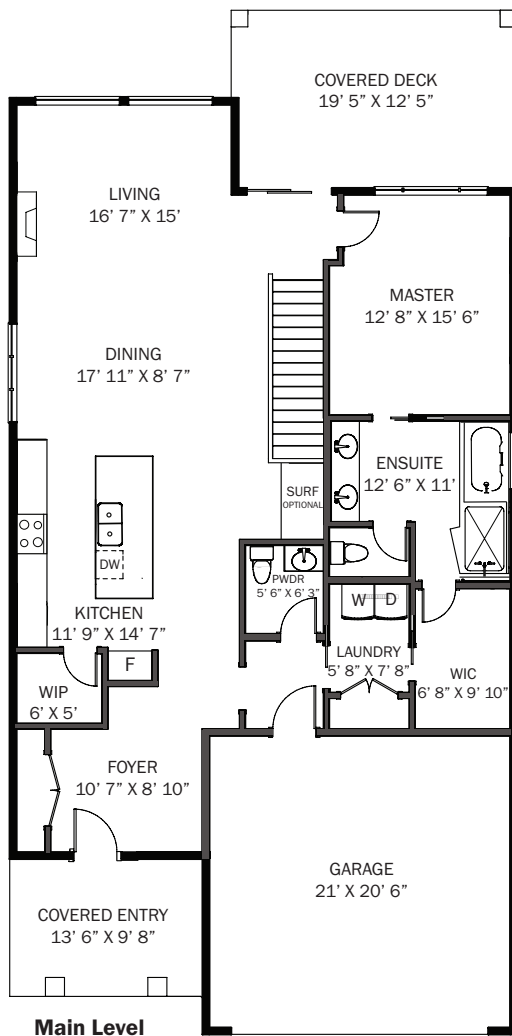 COVERED DECK
19’ 5” X 12’ 5”
LIVING
16’ 7” X 15’
MASTER
12’ 8” X 15’ 6”
DINING
17’ 11” X 8’ 7”
ENSUITE
12’ 6” X 11’
SURF
OPTIONAL
DW
PWDR
5’ 6” X 6’ 3”
W
D
KITCHEN
11’ 9” X 14’ 7”
F
LAUNDRY
5’ 8” X 7’ 8”
WIC
6’ 8” X 9’ 10”
WIP
6’ X 5’
FOYER
10’ 7” X 8’ 10”
GARAGE
21’ X 20’ 6”
COVERED ENTRY
13’ 6” X 9’ 8”
Main Level